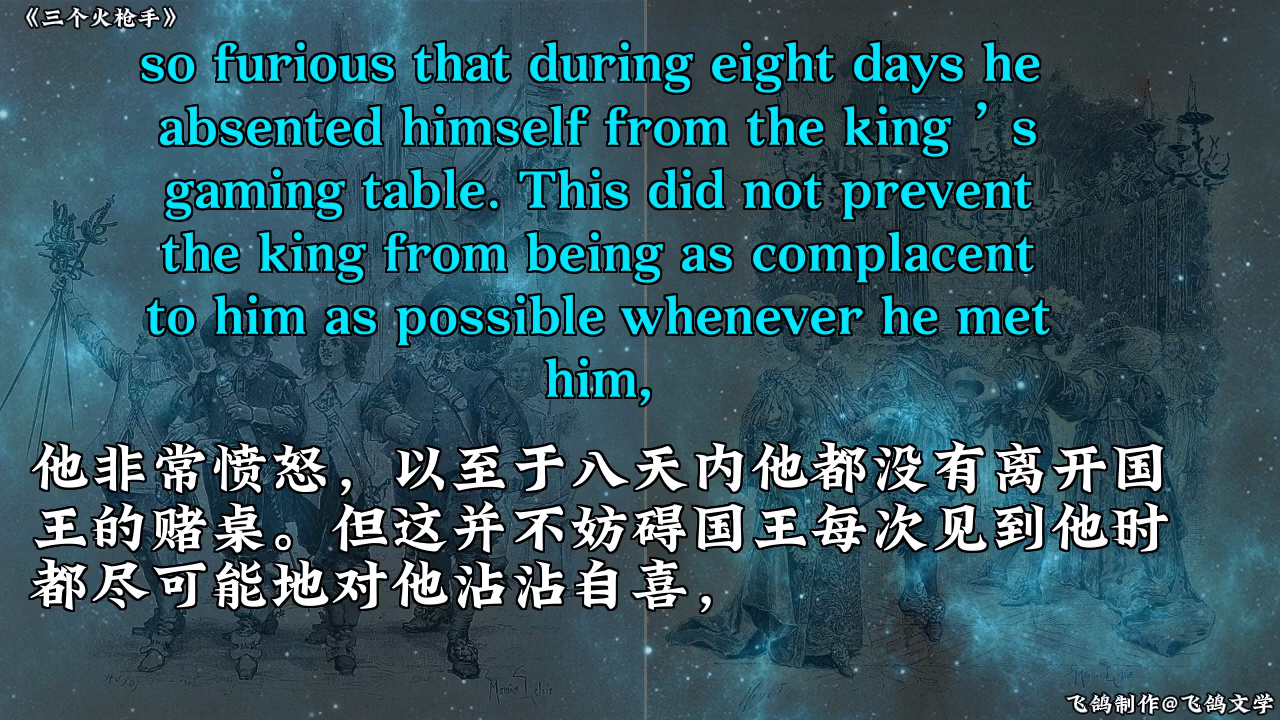 《三个火枪手》
so furious that during eight days he
absented himself from the king ’ s
gaming table. This did not prevent
the king from being as complacent
to him as possible whenever he met
him,
他非常愤怒，以至于八天内他都没有离开国
王的赌桌。但这并不妨碍国王每次见到他时
都尽可能地对他沾沾自喜，
飞鸽制作@飞鸽文学